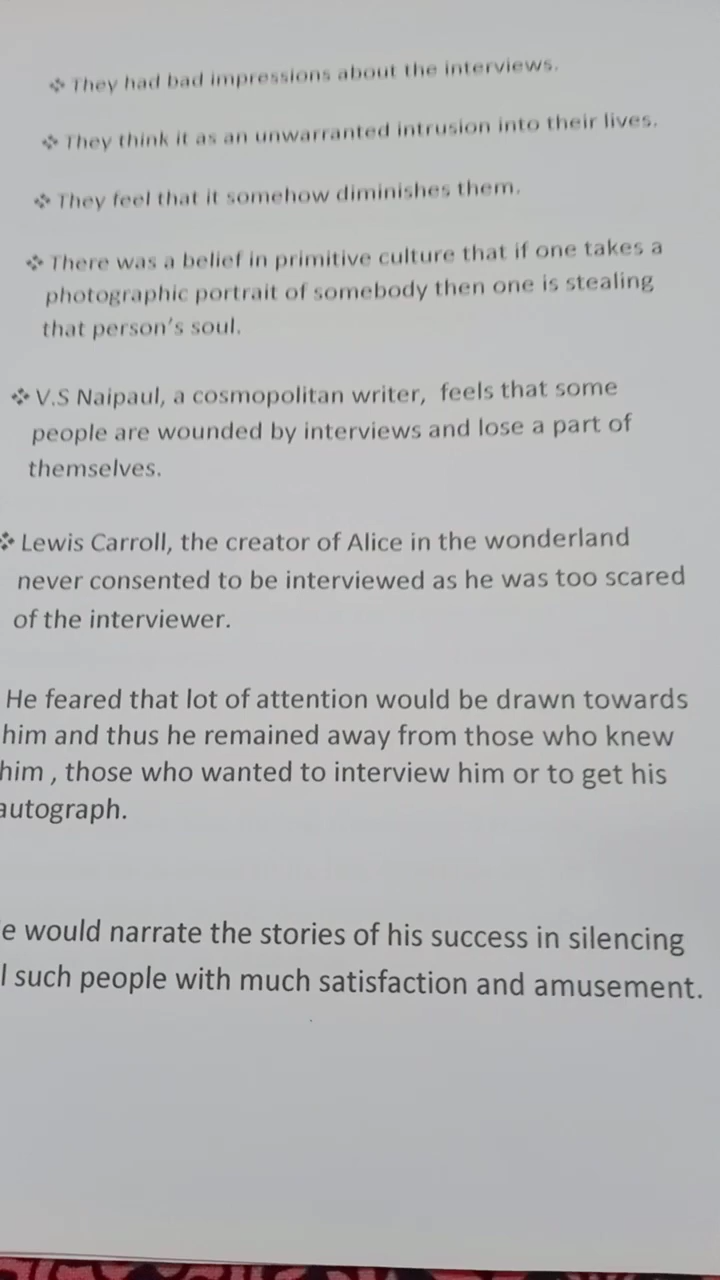 ❖ They had bad impressions about the interviews.
❖ They think it as an unwarranted intrusion into their lives.
❖ They feel that it somehow diminishes them.
❖ There was a belief in primitive culture that if one takes a
photographic portrait of somebody then one is stealing
that person's soul.
❖ V.S Naipaul, a cosmopolitan writer, feels that some
people are wounded by interviews and lose a part of
themselves.
❖ Lewis Carroll, the creator of Alice in the wonderland
never consented to be interviewed as he was too scared
of the interviewer.
He feared that lot of attention would be drawn towards
him and thus he remained away from those who knew
him , those who wanted to interview him or to get his
autograph.
e would narrate the stories of his success in silencing
l such people with much satisfaction and amusement.